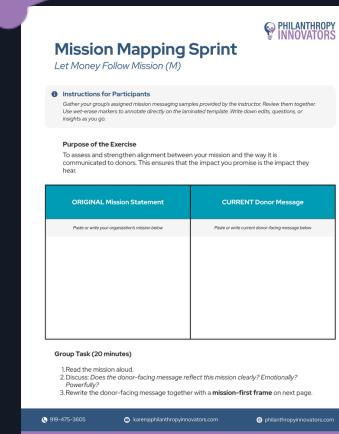 PHILANTHROPY
INNOVATORS
Mission Mapping Sprint
Let Money Follow Mission (M)
Instructions for Participants
Gather your group's assigned mission messaging samples provided by the instructor. Review them together.
Use wet-erase markers to annotate directly on the laminated template. Write down edits, questions, or
insights as you go.
Purpose of the Exercise
To assess and strengthen alignment between your mission and the way it is
communicated to donors. This ensures that the impact you promise is the impact they
hear.
ORIGINAL Mission Statement
CURRENT Donor Message
Paste or write your organization's mission below
Paste or write current donor-facing message below
Group Task (20 minutes)
1. Read the mission aloud.
2. Discuss: Does the donor-facing message reflect this mission clearly? Emotionally?
Powerfully?
3. Rewrite the donor-facing message together with a mission-first frame on next page.
919-475-3605
karen@philanthropyinnovators.com
philanthropyinnovators.com